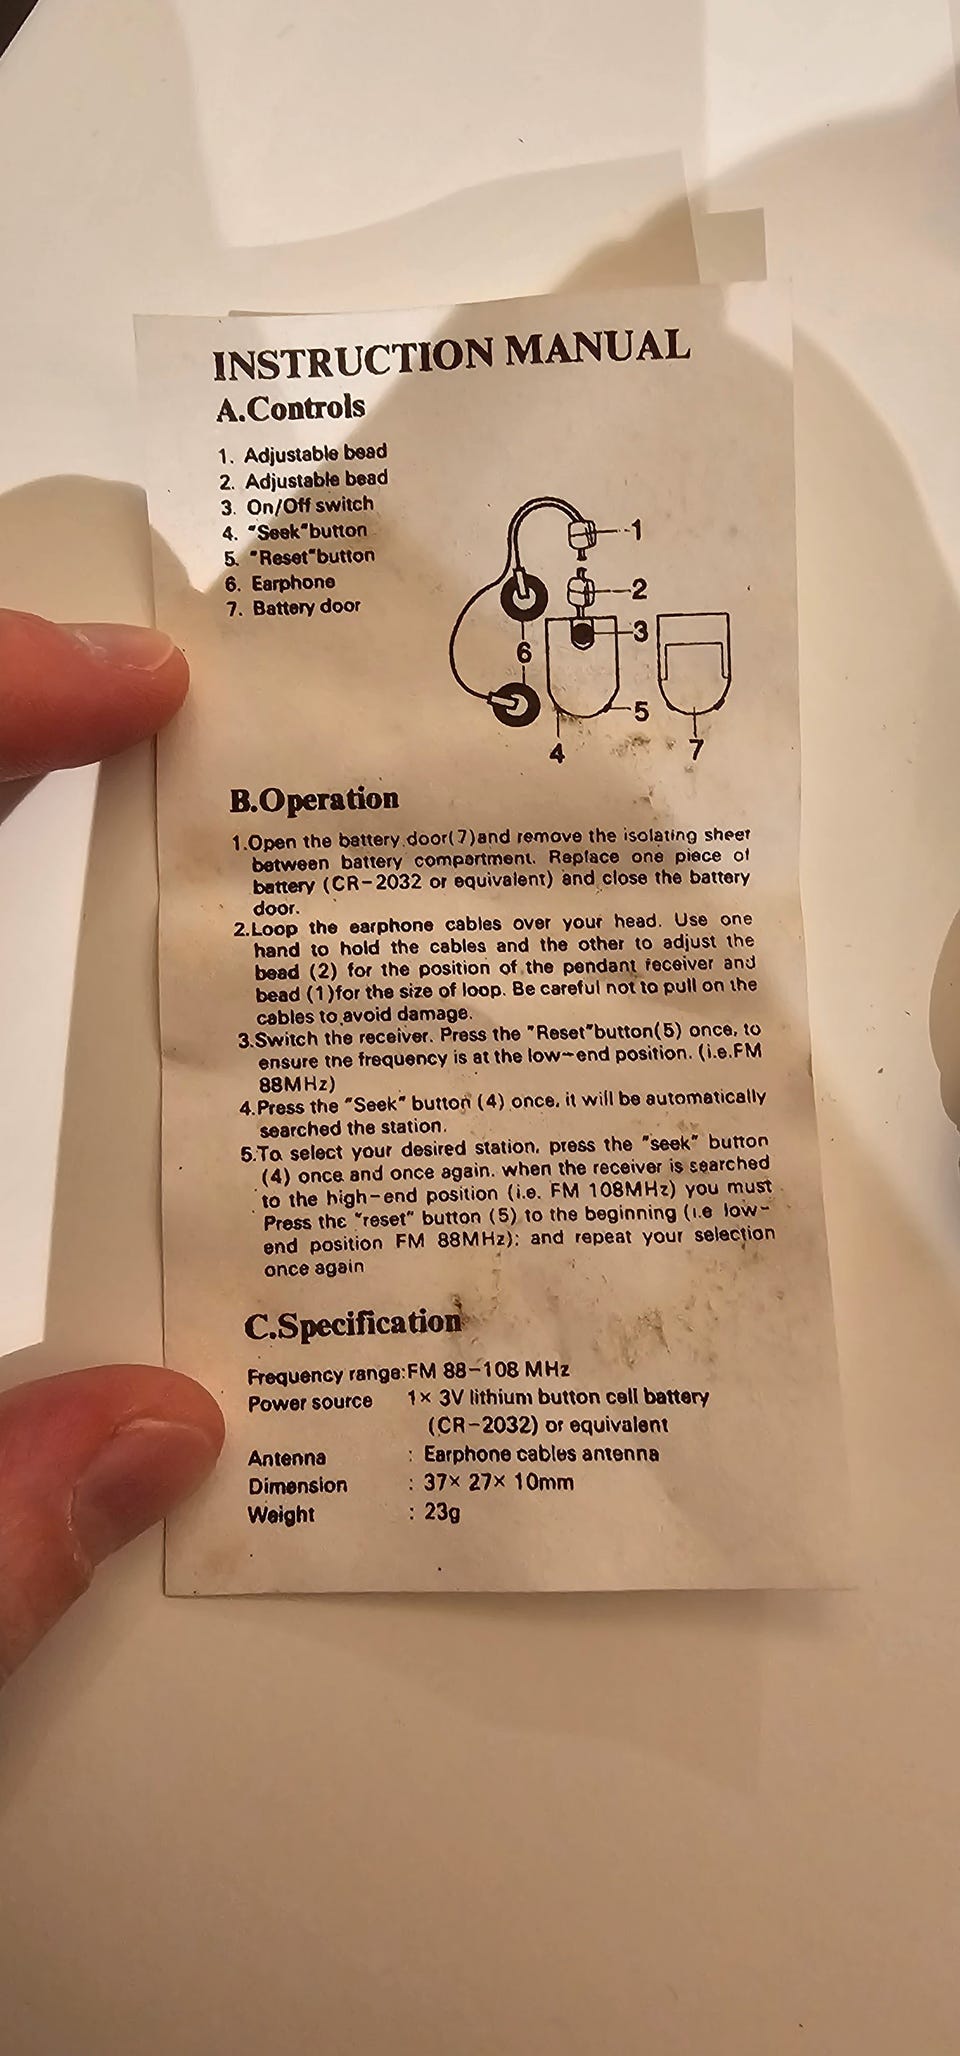 INSTRUCTION MANUAL
A.Controls
1. Adjustable bead
2. Adjustable bead
3. On/Off switch
4. "Seek"button
5. "Reset"button
6. Earphone
7. Battery door
1
2
3
6
5
4
7
B.Operation
1.Open the battery door(7)and remove the isolating sheet
between battery compartment. Replace one piece of
battery (CR-2032 or equivalent) and close the battery
door.
2.Loop the earphone cables over your head. Use one
hand to hold the cables and the other to adjust the
bead (2) for the position of the pendant receiver and
bead (1)for the size of loop. Be careful not to pull on the
cables to avoid damage.
3.Switch the receiver. Press the "Reset"button(5) once, to
ensure the frequency is at the low-end position. (i.e.FM
88MHz)
4.Press the "Seek" button (4) once, it will be automatically
searched the station.
5.To select your desired station, press the "seek" button
(4) once and once again. when the receiver is searched
to the high-end position (i.e. FM 108MHz) you must
Press the "reset" button (5) to the beginning (i.e low-
end position FM 88MHz): and repeat your selection
once again
C.Specification
Frequency range:FM 88-108 MHz
Power source 1× 3V lithium button cell battery
(CR-2032) or equivalent
Antenna : Earphone cables antenna
Dimension : 37× 27× 10mm
Weight : 23g